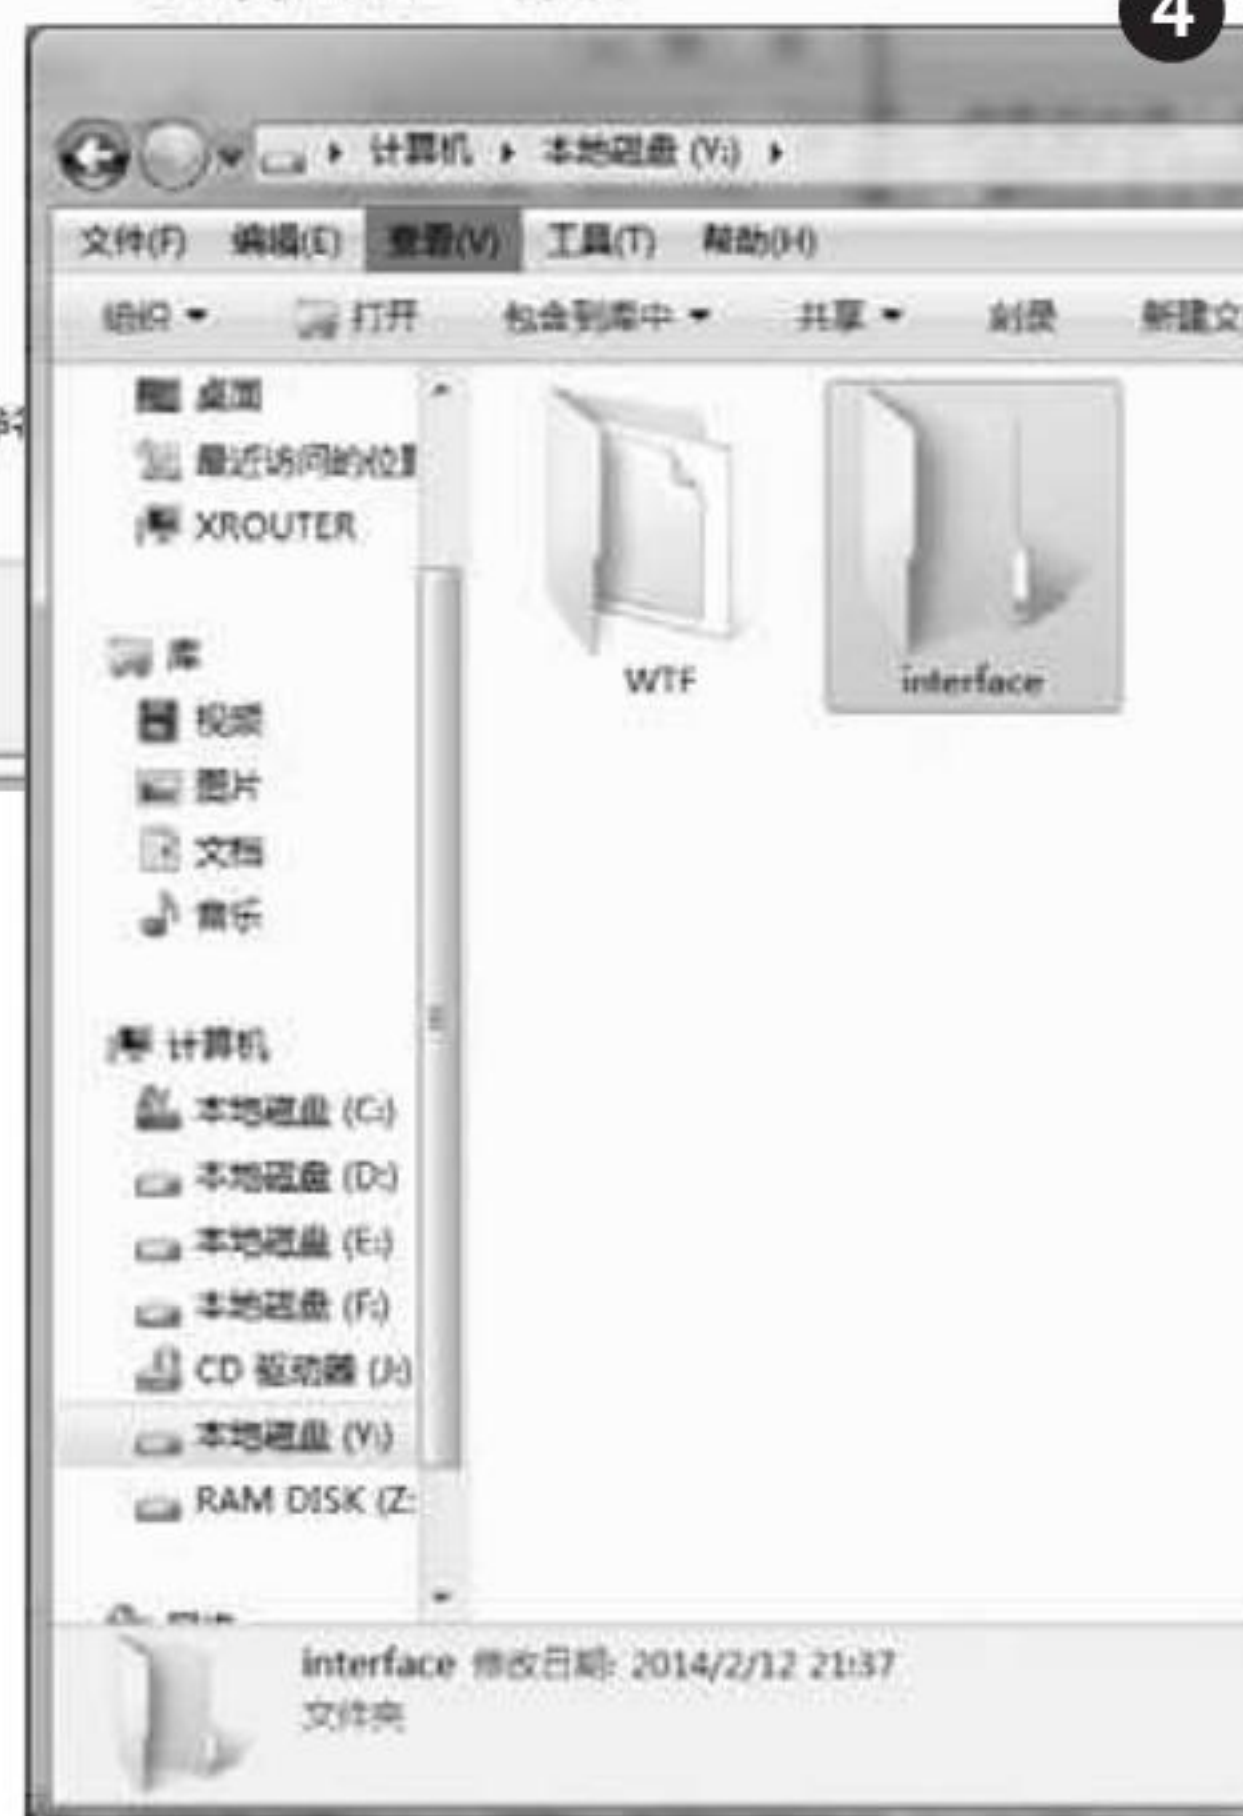 4
计算机 本地磁盘 (Y:)
文件(F) 编辑(E) 查看(V) 工具(T) 帮助(H)
组织 打开 包含到库中 共享 刻录 新建文
桌面
最近访问的位置
XROUTER
库
视频
图片
文档
音乐
计算机
本地磁盘 (C:)
本地磁盘 (D:)
本地磁盘 (E:)
本地磁盘 (F:)
CD 驱动器 (J:)
本地磁盘 (Y:)
RAM DISK (Z:
WTF
interface
interface 修改日期: 2014/2/12 21:37
文件夹